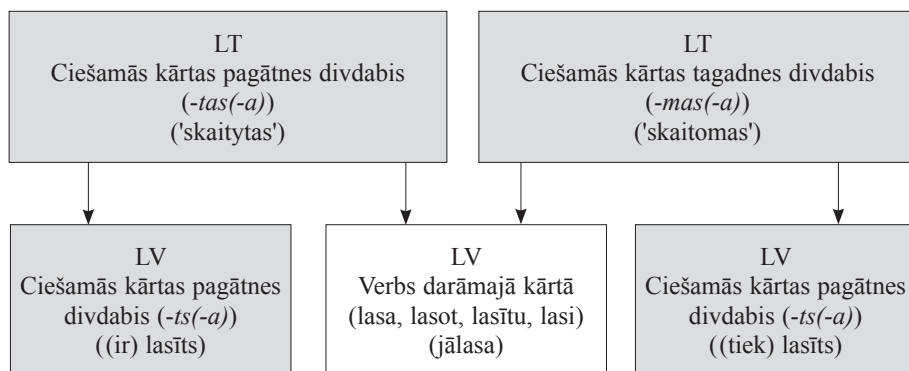 LT
Ciešamās kārtas pagātnes divdabis
(-tas(-a))
('skaitytas')
LT
Ciešamās kārtas tagadnes divdabis
(-mas(-a))
('skaitomas')
LV
Ciešamās kārtas pagātnes
divdabis (-ts(-a))
((ir) lasīts)
LV
Verbs darāmajā kārtā
(lasa, lasot, lasītu, lasi)
(jālasa)
LV
Ciešamās kārtas pagātnes
divdabis (-ts(-a))
((tiek) lasīts)